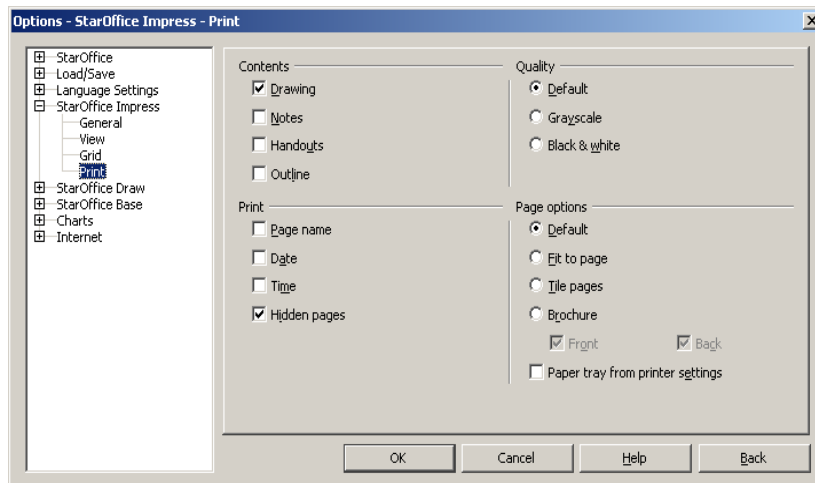 Options - StarOffice Impress - Print
StarOffice
Load/Save
Language Settings
StarOffice Impress
General
View
Grid
Print
StarOffice Draw
StarOffice Base
Charts
Internet
Contents
Drawing
Notes
Handouts
Outline
Quality
Default
Grayscale
Black & white
Print
Page name
Date
Time
Hidden pages
Page options
Default
Fit to page
Tile pages
Brochure
Front Back
Paper tray from printer settings
OK Cancel Help Back